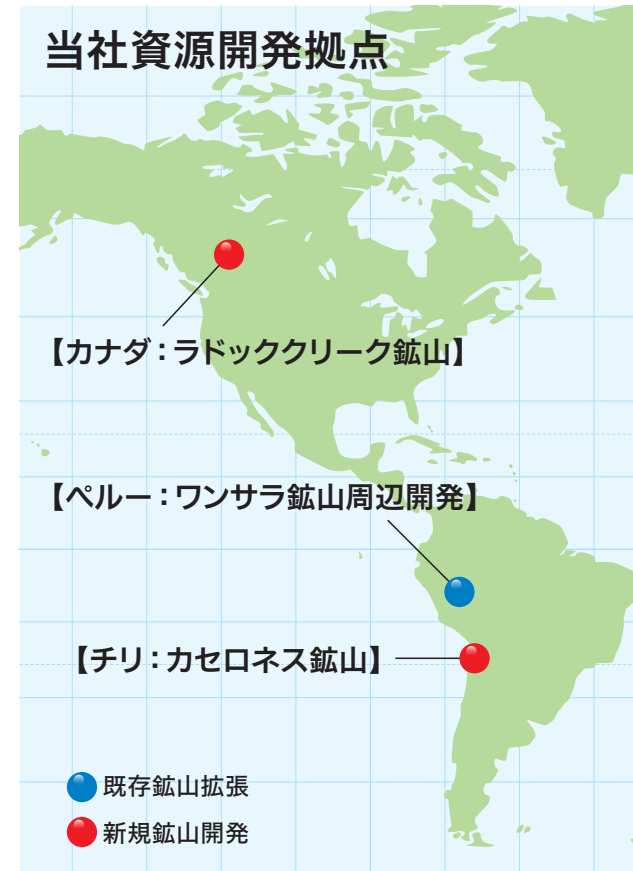 当社資源開発拠点
【カナダ：ラドッククリーク鉱山】
【ペルー：ワンサラ鉱山周辺開発】
【チリ：カセロネス鉱山】
既存鉱山拡張
新規鉱山開発